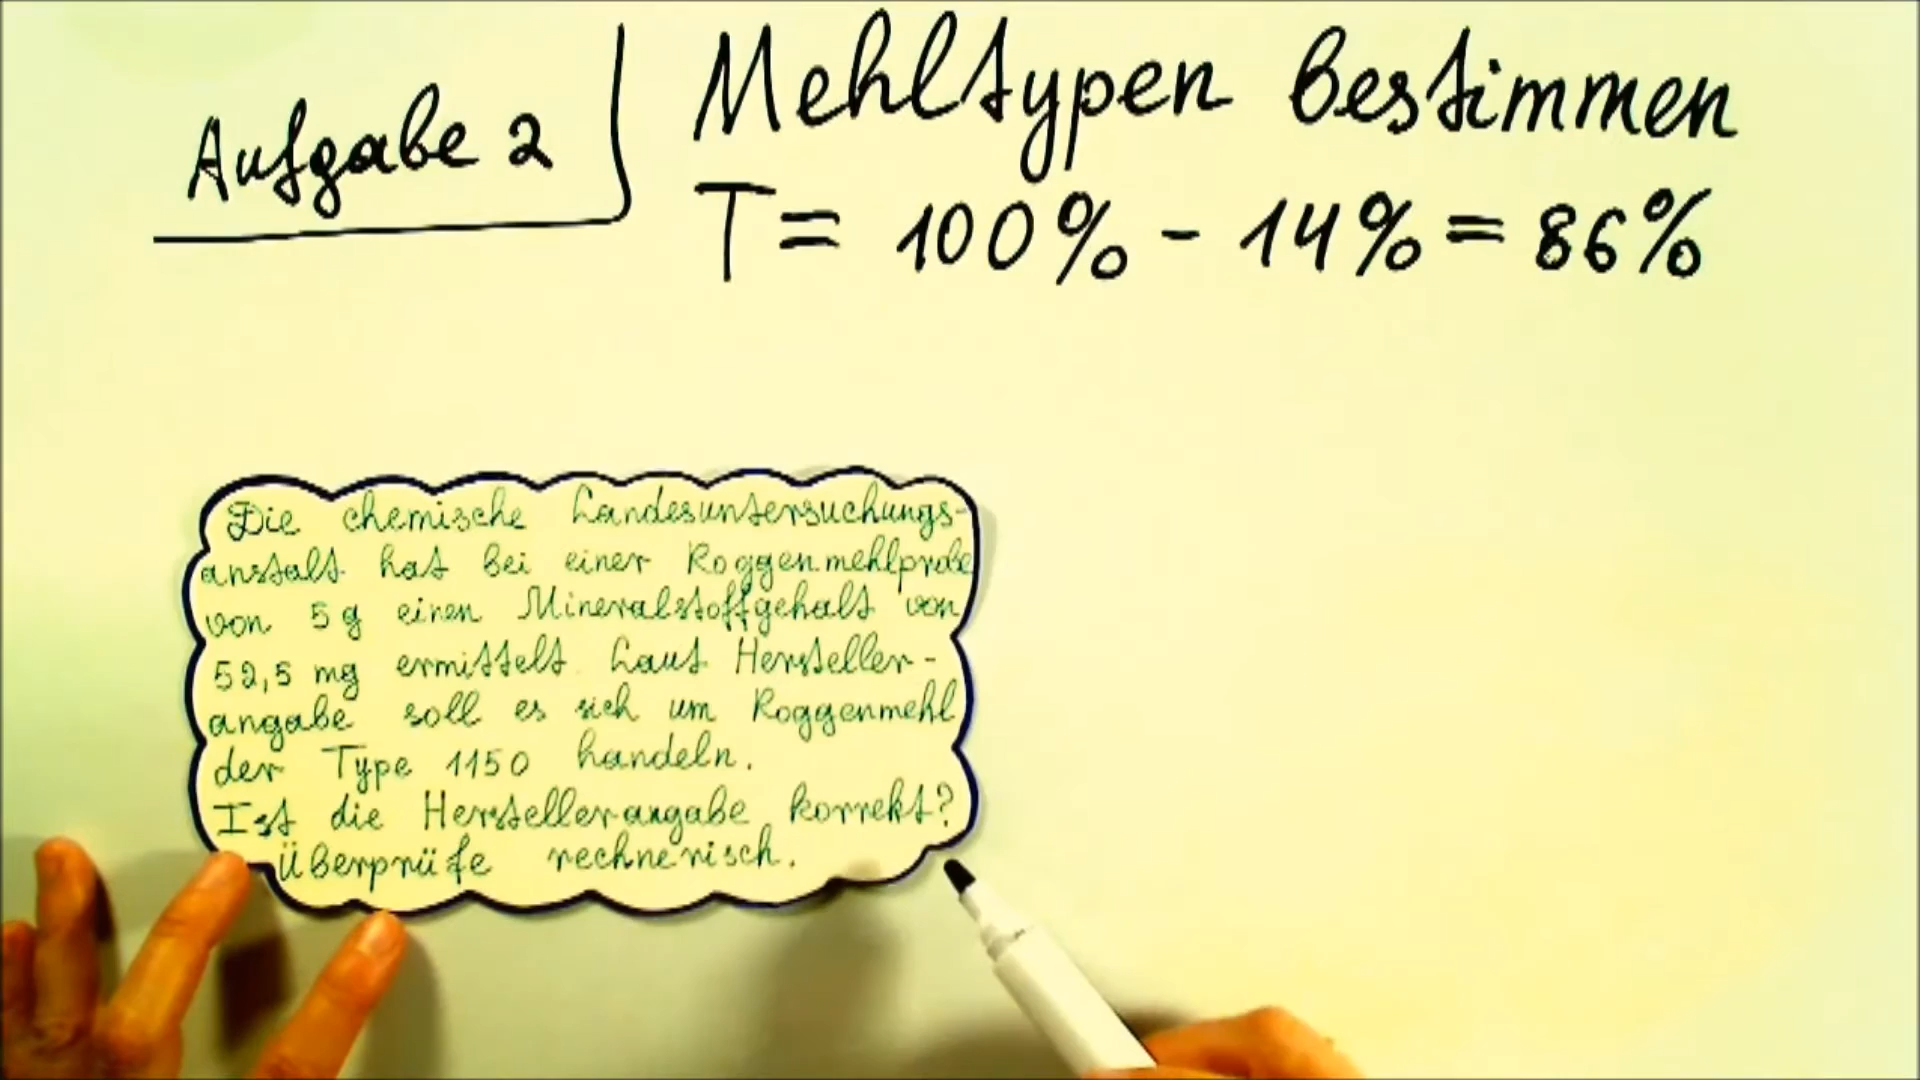 Aufgabe 2
Mehltypen bestimmen
T = 100% - 14% = 86%
Die chemische Landesuntersuchungs-
anstalt hat bei einer Roggenmehlprobe
von 5g einen Mineralstoffgehalt von
52,5 mg ermittelt. Laut Hersteller-
angabe soll es sich um Roggenmehl
der Type 1150 handeln.
Ist die Herstellerangabe korrekt?
Überprüfe rechnerisch.